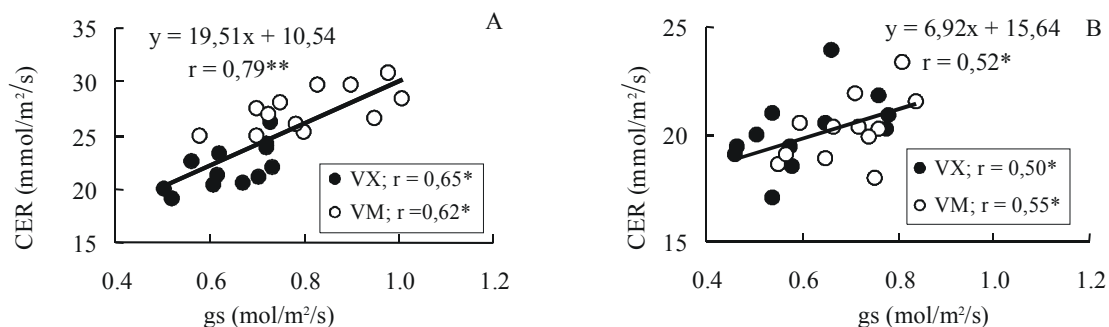 A
y = 19,51x + 10,54
r = 0,79**
35
30
25
20
15
CER (mmol/m²/s)
VX; r = 0,65*
VM; r =0,62*
0.4 0.6 0.8 1.0 1.2
gs (mol/m²/s)
B
y = 6,92x + 15,64
r = 0,52*
25
20
15
CER (mmol/m²/s)
VX; r = 0,50*
VM; r = 0,55*
0.4 0.6 0.8 1.0 1.2
gs (mol/m²/s)